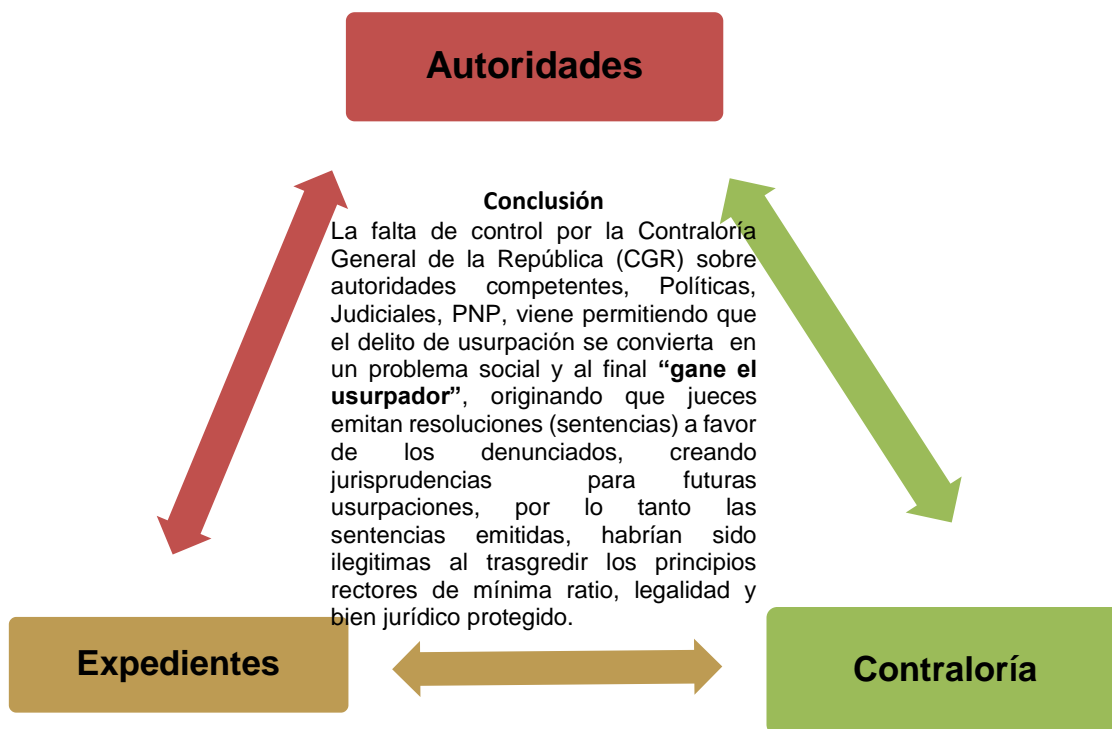 Autoridades
Conclusión
La falta de control por la Contraloría
General de la República (CGR) sobre
autoridades competentes, Políticas,
Judiciales, PNP, viene permitiendo que
el delito de usurpación se convierta en
un problema social y al final “gane el
usurpador”, originando que jueces
emitan resoluciones (sentencias) a favor
de los denunciados, creando
jurisprudencias para futuras
usurpaciones, por lo tanto las
sentencias emitidas, habrían sido
ilegitimas al trasgredir los principios
rectores de mínima ratio, legalidad y
bien jurídico protegido.
Expedientes
Contraloría